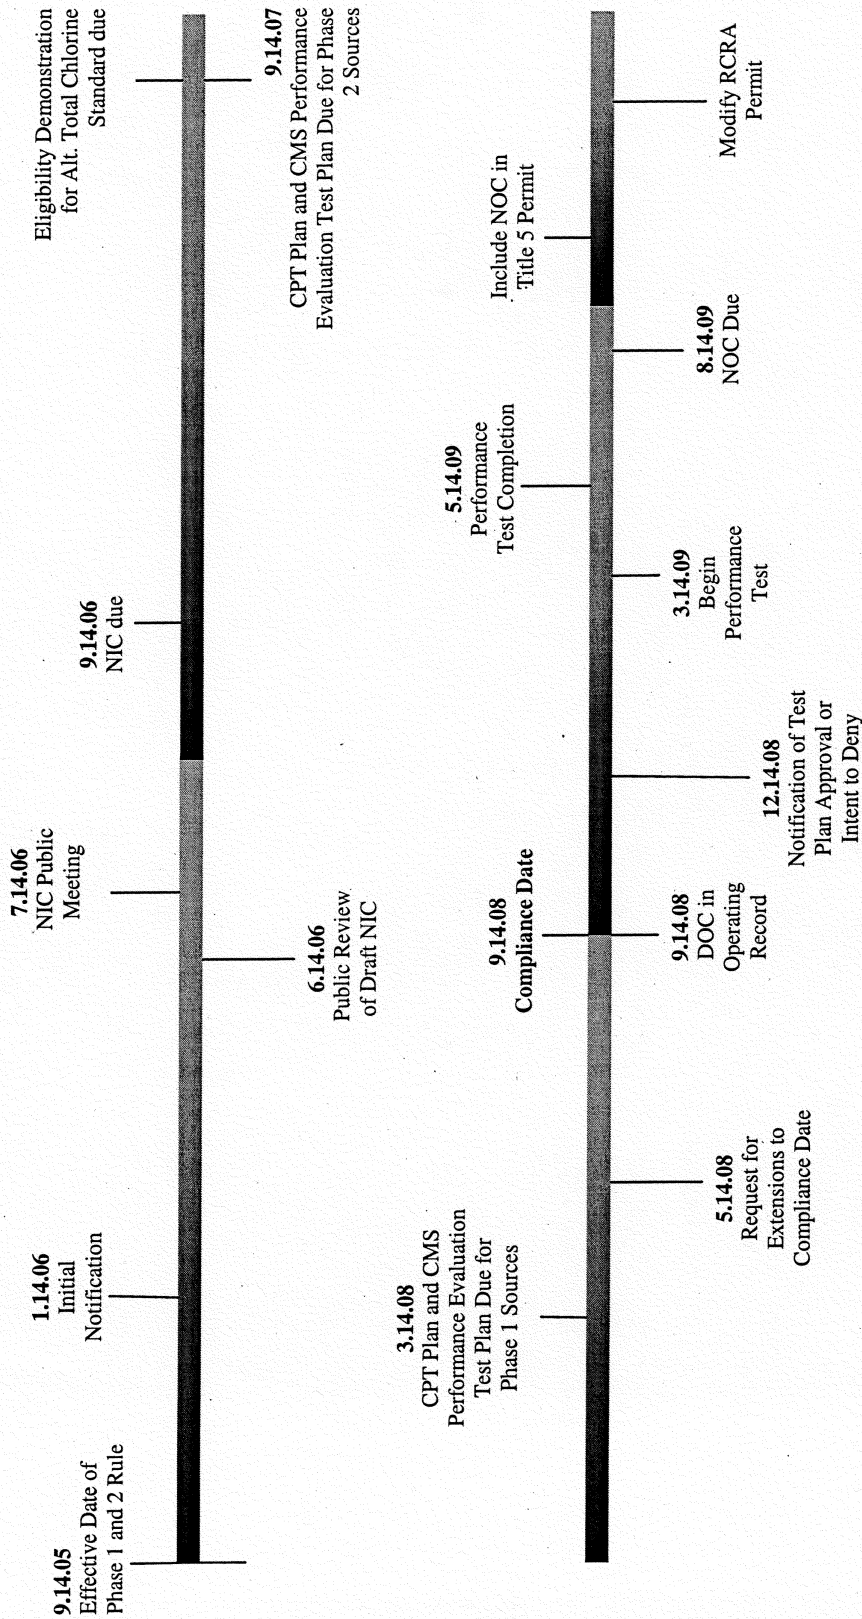 9.14.05
Effective Date of
Phase 1 and 2 Rule
1.14.06
Initial
Notification
6.14.06
Public Review
of Draft NIC
7.14.06
NIC Public
Meeting
9.14.06
NIC due
Eligibility Demonstration
for Alt. Total Chlorine
Standard due
9.14.07
CPT Plan and CMS Performance
Evaluation Test Plan Due for Phase
2 Sources
3.14.08
CPT Plan and CMS
Performance Evaluation
Test Plan Due for
Phase 1 Sources
5.14.08
Request for
Extensions to
Compliance Date
9.14.08
Compliance Date
9.14.08
DOC in
Operating
Record
12.14.08
Notification of Test
Plan Approval or
Intent to Deny
3.14.09
Begin
Performance
Test
5.14.09
Performance
Test Completion
8.14.09
NOC Due
Include NOC in
Title 5 Permit
Modify RCRA
Permit